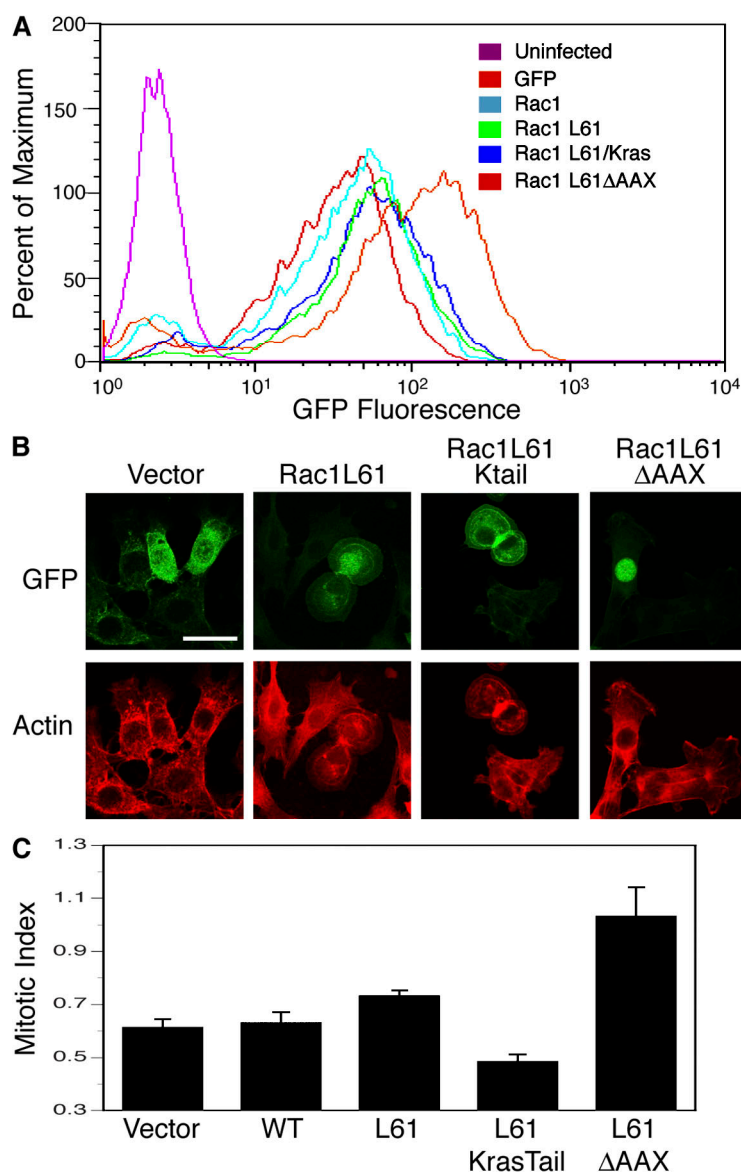 A
Percent of Maximum
200
150
100
50
0
10⁰ 10¹ 10² 10³ 10⁴
GFP Fluorescence
Uninfected
GFP
Rac1
Rac1 L61
Rac1 L61/Kras
Rac1 L61ΔAAX
B
Vector
Rac1L61
Rac1L61
Ktail
Rac1L61
ΔAAX
GFP
Actin
C
Mitotic Index
1.3
1.1
0.9
0.7
0.5
0.3
Vector
WT
L61
L61
KrasTail
L61
ΔAAX